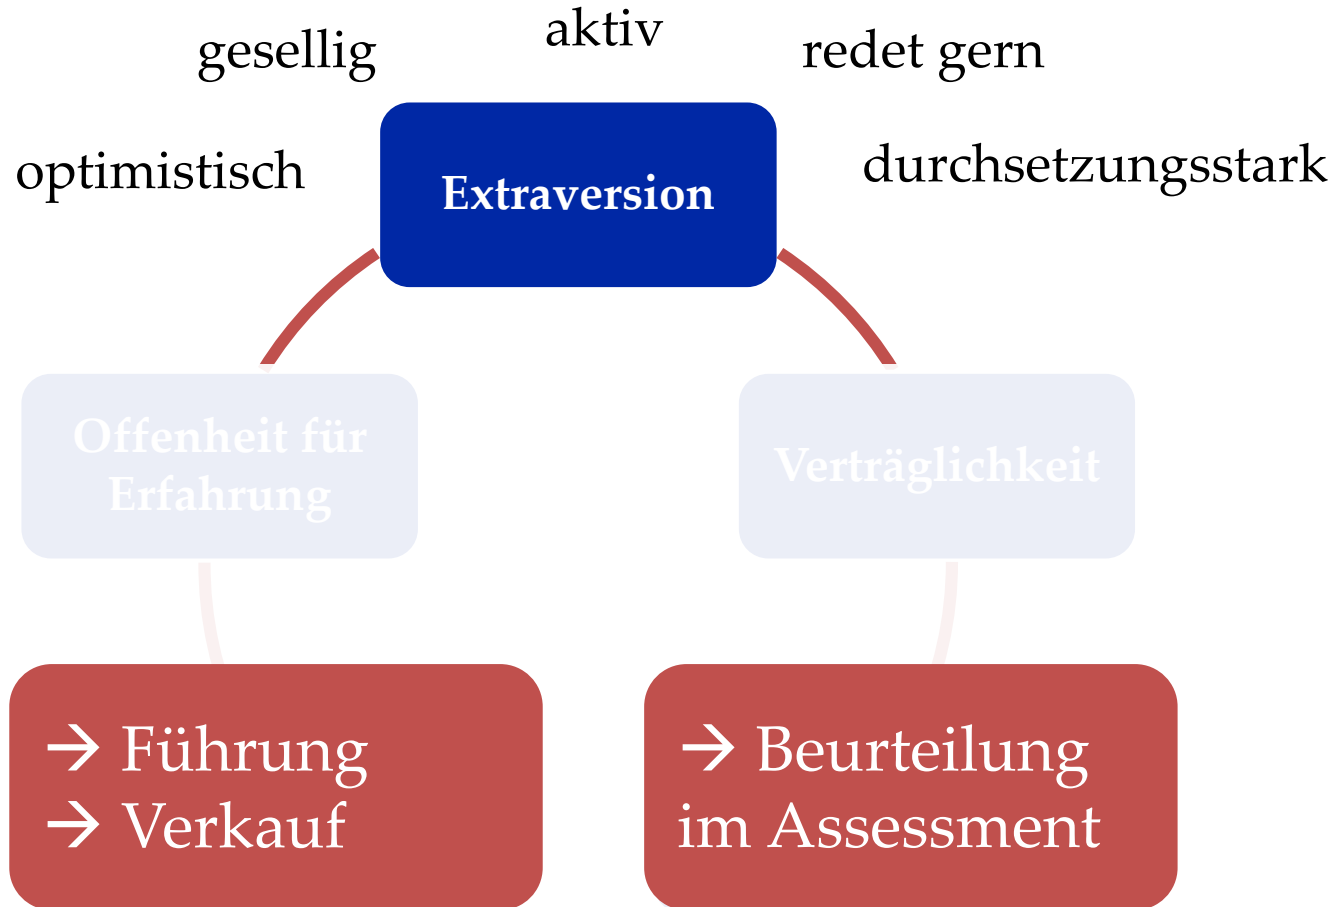 aktiv
gesellig
redet gern
optimistisch
durchsetzungsstark
Extraversion
Offenheit für
Erfahrung
Verträglichkeit
→ Führung
→ Verkauf
→ Beurteilung
im Assessment